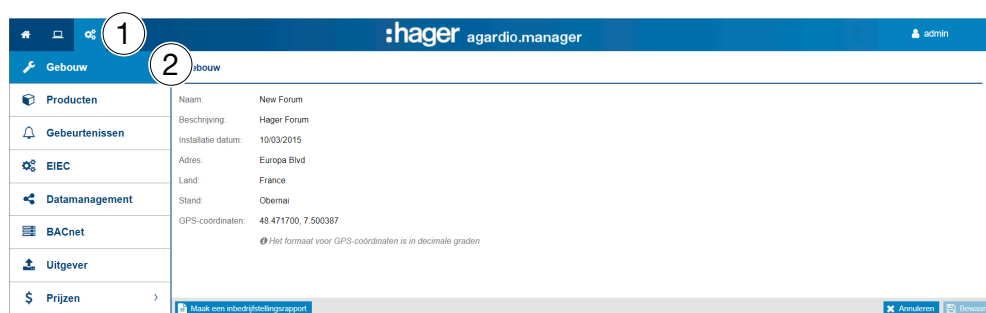 1
:hager agardio.manager
admin
Gebouw
2
bouw
Producten
Gebeurtenissen
EIEC
Datamanagement
BACnet
Uitgever
$ Prijzen >
Naam: New Forum
Beschrijving: Hager Forum
Installatie datum: 10/03/2015
Adres: Europa Blvd
Land: France
Stand: Obernai
GPS-coördinaten: 48.471700, 7.500387
Het formaat voor GPS-coördinaten is in decimale graden
Maak een inbedrijfstellingsrapport
Annuleren
Bewaar